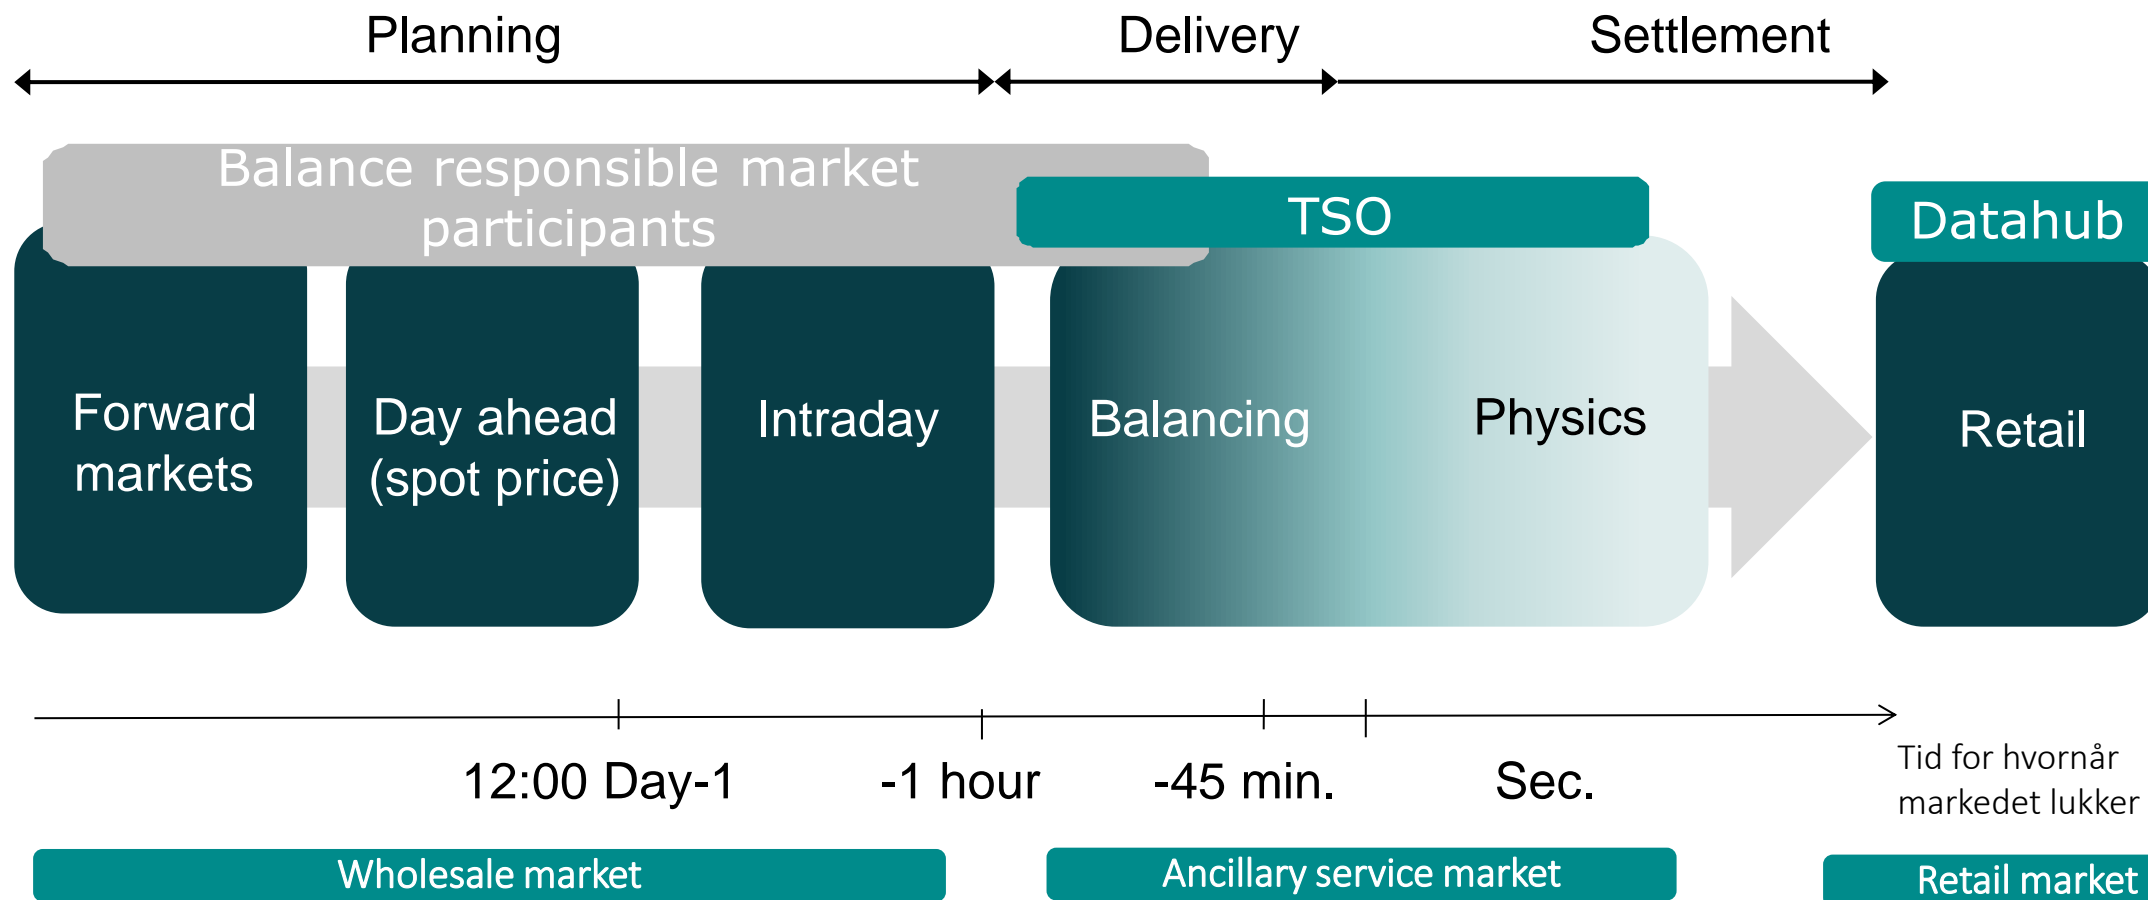 Planning
Delivery
Settlement
Balance responsible market
participants
TSO
Datahub
Forward
markets
Day ahead
(spot price)
Intraday
Balancing
Physics
Retail
12:00 Day-1
-1 hour
-45 min.
Sec.
Tid for hvornår
markedet lukker
Wholesale market
Ancillary service market
Retail market